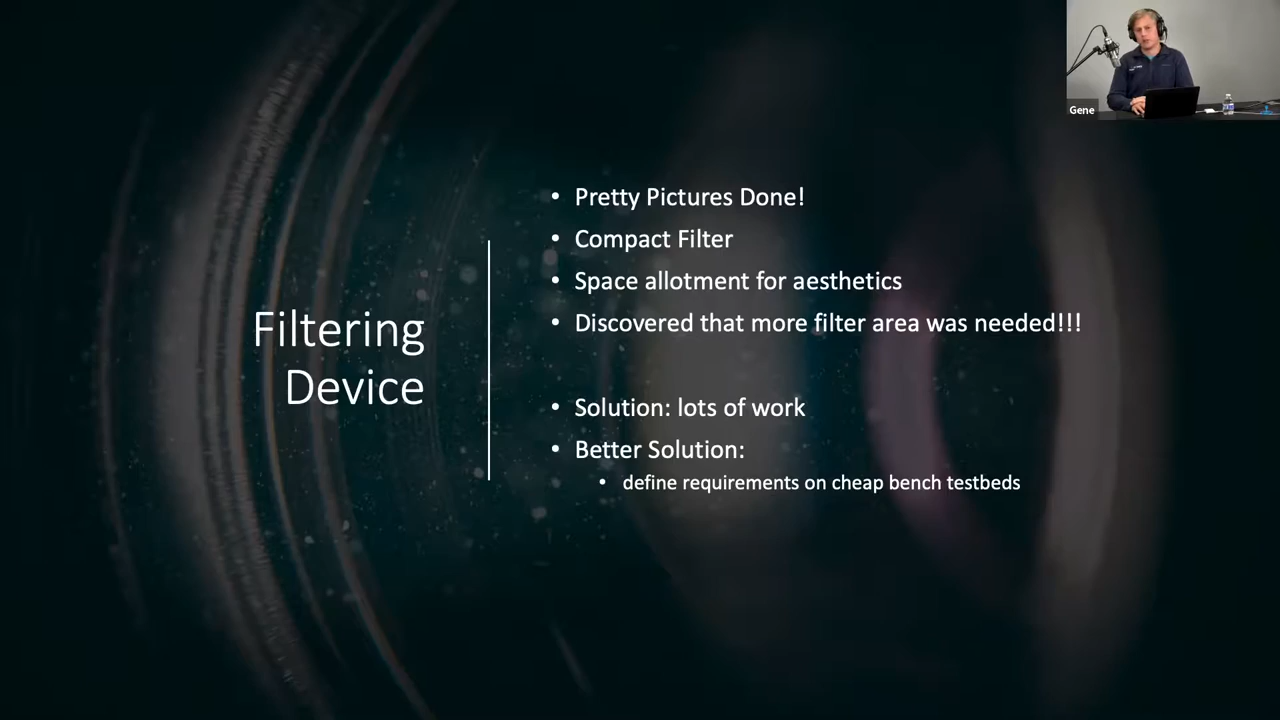 Gene
Filtering
Device
• Pretty Pictures Done!
• Compact Filter
• Space allotment for aesthetics
• Discovered that more filter area was needed!!!
• Solution: lots of work
• Better Solution:
• define requirements on cheap bench testbeds